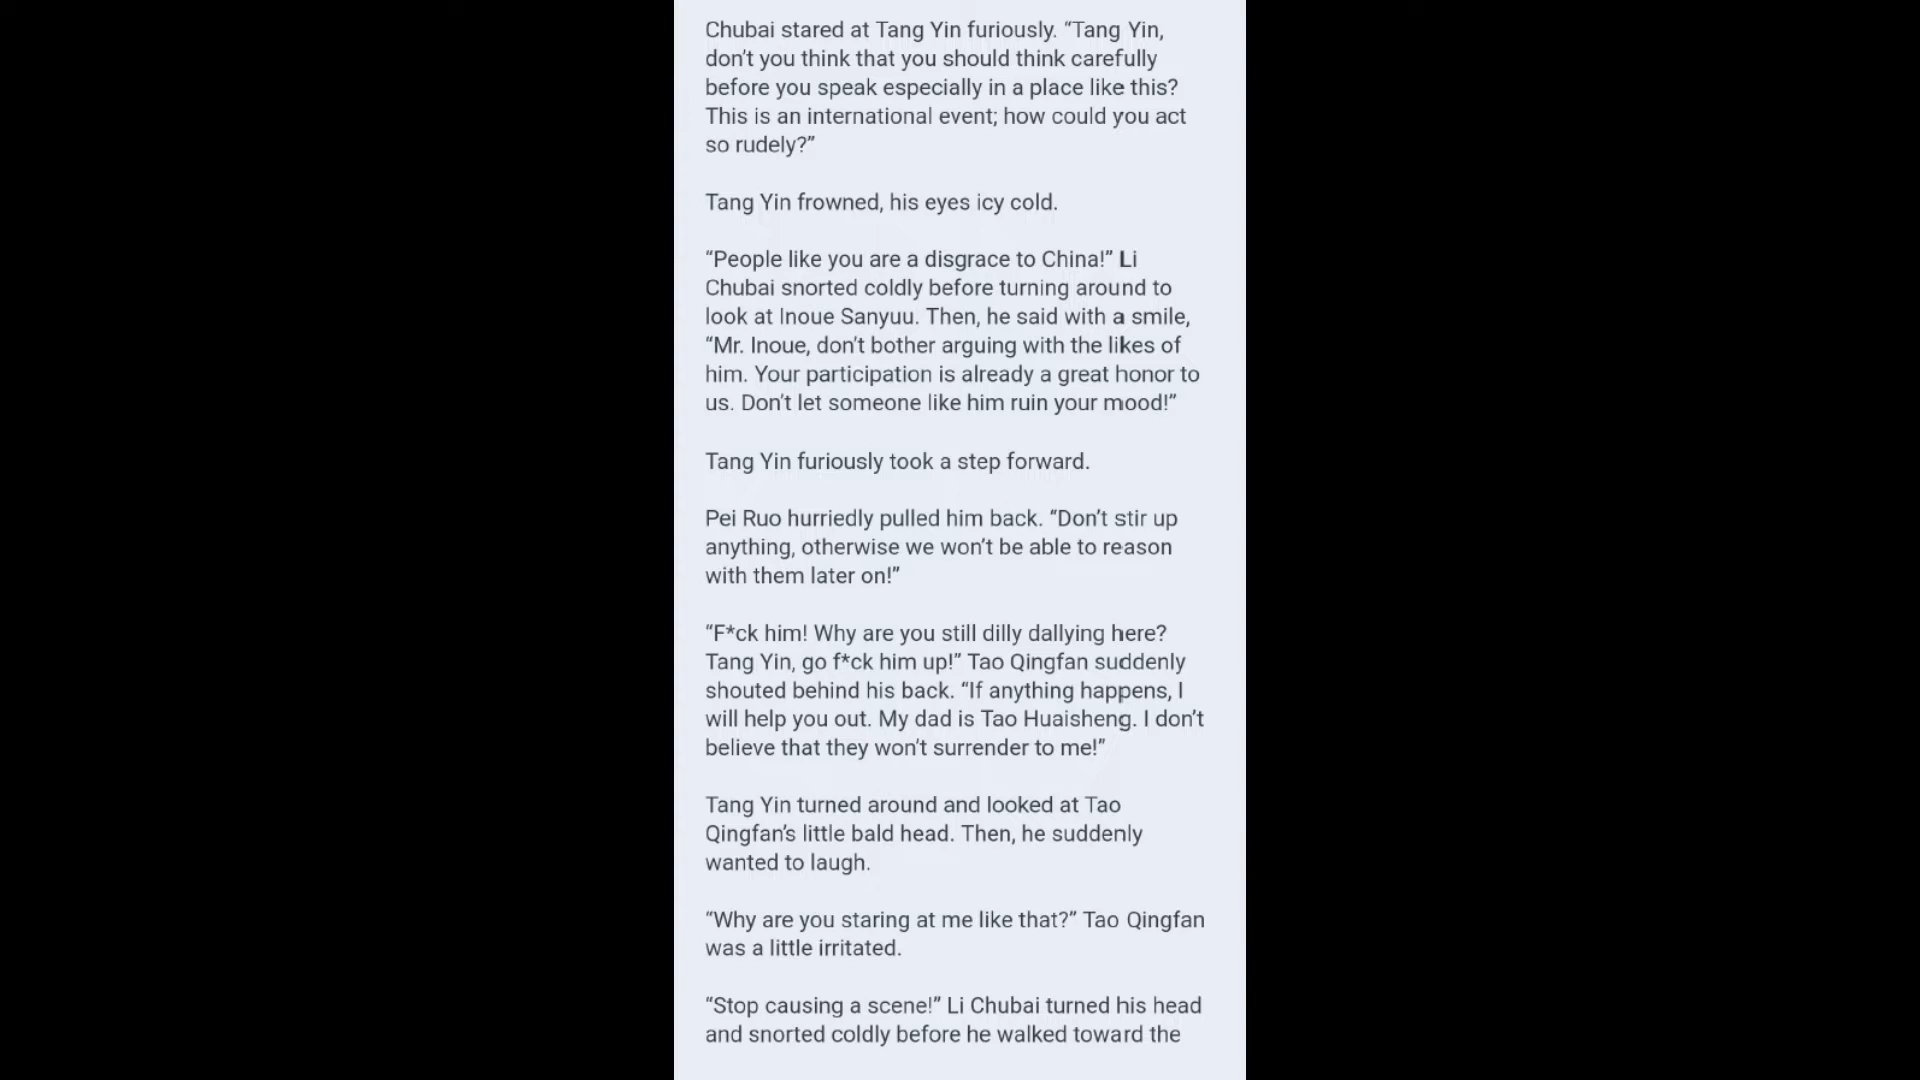 Chubai stared at Tang Yin furiously. “Tang Yin,
don’t you think that you should think carefully
before you speak especially in a place like this?
This is an international event; how could you act
so rudely?”
Tang Yin frowned, his eyes icy cold.
“People like you are a disgrace to China!” Li
Chubai snorted coldly before turning around to
look at Inoue Sanyuu. Then, he said with a smile,
“Mr. Inoue, don’t bother arguing with the likes of
him. Your participation is already a great honor to
us. Don’t let someone like him ruin your mood!”
Tang Yin furiously took a step forward.
Pei Ruo hurriedly pulled him back. “Don’t stir up
anything, otherwise we won’t be able to reason
with them later on!”
“F*ck him! Why are you still dilly dallying here?
Tang Yin, go f*ck him up!” Tao Qingfan suddenly
shouted behind his back. “If anything happens, I
will help you out. My dad is Tao Huaisheng. I don’t
believe that they won’t surrender to me!”
Tang Yin turned around and looked at Tao
Qingfan’s little bald head. Then, he suddenly
wanted to laugh.
“Why are you staring at me like that?” Tao Qingfan
was a little irritated.
“Stop causing a scene!” Li Chubai turned his head
and snorted coldly before he walked toward the